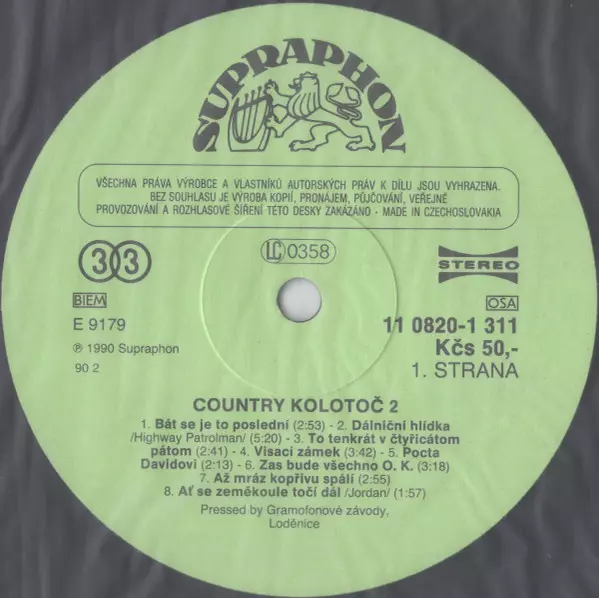 SUPRAPHON
VŠECHNA PRÁVA VÝROBCE A VLASTNÍKŮ AUTORSKÝCH PRÁV K DÍLU JSOU VYHRAZENA.
BEZ SOUHLASU JE VÝROBA KOPIÍ, PRONÁJEM, PŮJČOVÁNÍ, VEŘEJNÉ
PROVOZOVÁNÍ A ROZHLASOVÉ ŠÍŘENÍ TÉTO DESKY ZAKÁZÁNO - MADE IN CZECHOSLOVAKIA
33
LC 0358
STEREO
BIEM
OSA
E 9179
11 0820-1 311
℗ 1990 Supraphon
Kčs 50,-
90 2
1. STRANA
COUNTRY KOLOTOČ 2
1. Bát se je to poslední (2:53) - 2. Dálniční hlídka
/Highway Patrolman/ (5:20) - 3. To tenkrát v čtyřicátom
pátom (2:41) - 4. Visací zámek (3:42) - 5. Pocta
Davidovi (2:13) - 6. Zas bude všechno O. K. (3:18)
7. Až mráz kopřivu spálí (2:55)
8. Ať se zeměkoule točí dál /Jordan/ (1:57)
Pressed by Gramofonové závody.
Loděnice